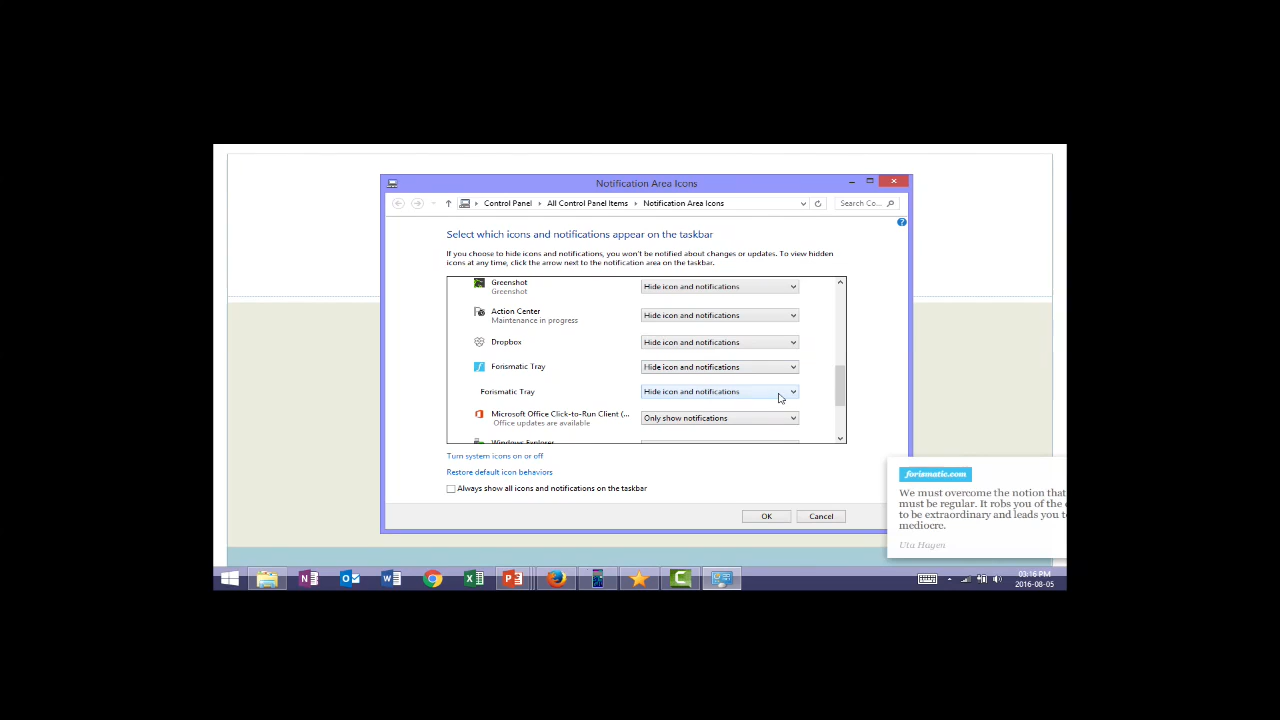 Notification Area Icons
Control Panel
All Control Panel Items
Notification Area Icons
Search Co...
Select which icons and notifications appear on the taskbar
If you choose to hide icons and notifications, you won't be notified about changes or updates. To view hidden
icons at any time, click the arrow next to the notification area on the taskbar.
Greenshot
Greenshot
Hide icon and notifications
Action Center
Maintenance in progress
Hide icon and notifications
Dropbox
Hide icon and notifications
Forismatic Tray
Hide icon and notifications
Forismatic Tray
Hide icon and notifications
Microsoft Office Click-to-Run Client (...
Office updates are available
Only show notifications
Windows Explorer
Turn system icons on or off
Restore default icon behaviors
Always show all icons and notifications on the taskbar
OK
Cancel
forismatic.com
We must overcome the notion that
must be regular. It robs you of the
to be extraordinary and leads you to
mediocre.
Uta Hagen
03:16 PM
2016-08-05